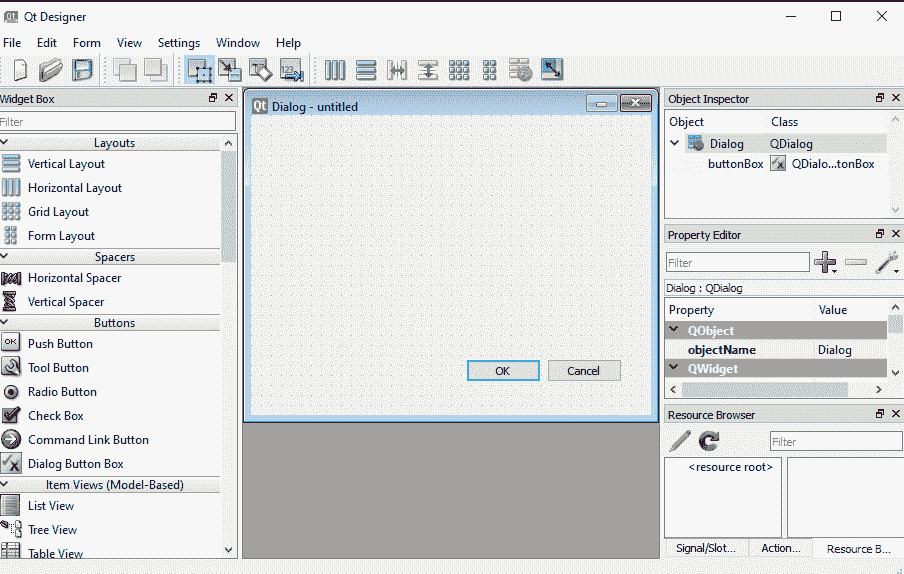 Qt Qt Designer
File Edit Form View Settings Window Help
123
Widget Box
Filter
Layouts
Vertical Layout
Horizontal Layout
Grid Layout
Form Layout
Spacers
Horizontal Spacer
Vertical Spacer
Buttons
OK Push Button
Tool Button
Radio Button
Check Box
Command Link Button
Dialog Button Box
Item Views (Model-Based)
List View
Tree View
Table View
Qt Dialog - untitled
OK Cancel
Object Inspector
Object Class
Dialog QDialog
buttonBox QDialo...tonBox
Property Editor
Filter
Dialog : QDialog
Property Value
QObject
objectName Dialog
QWidget
Resource Browser
Filter
<resource root>
Signal/Slot... Action... Resource B...